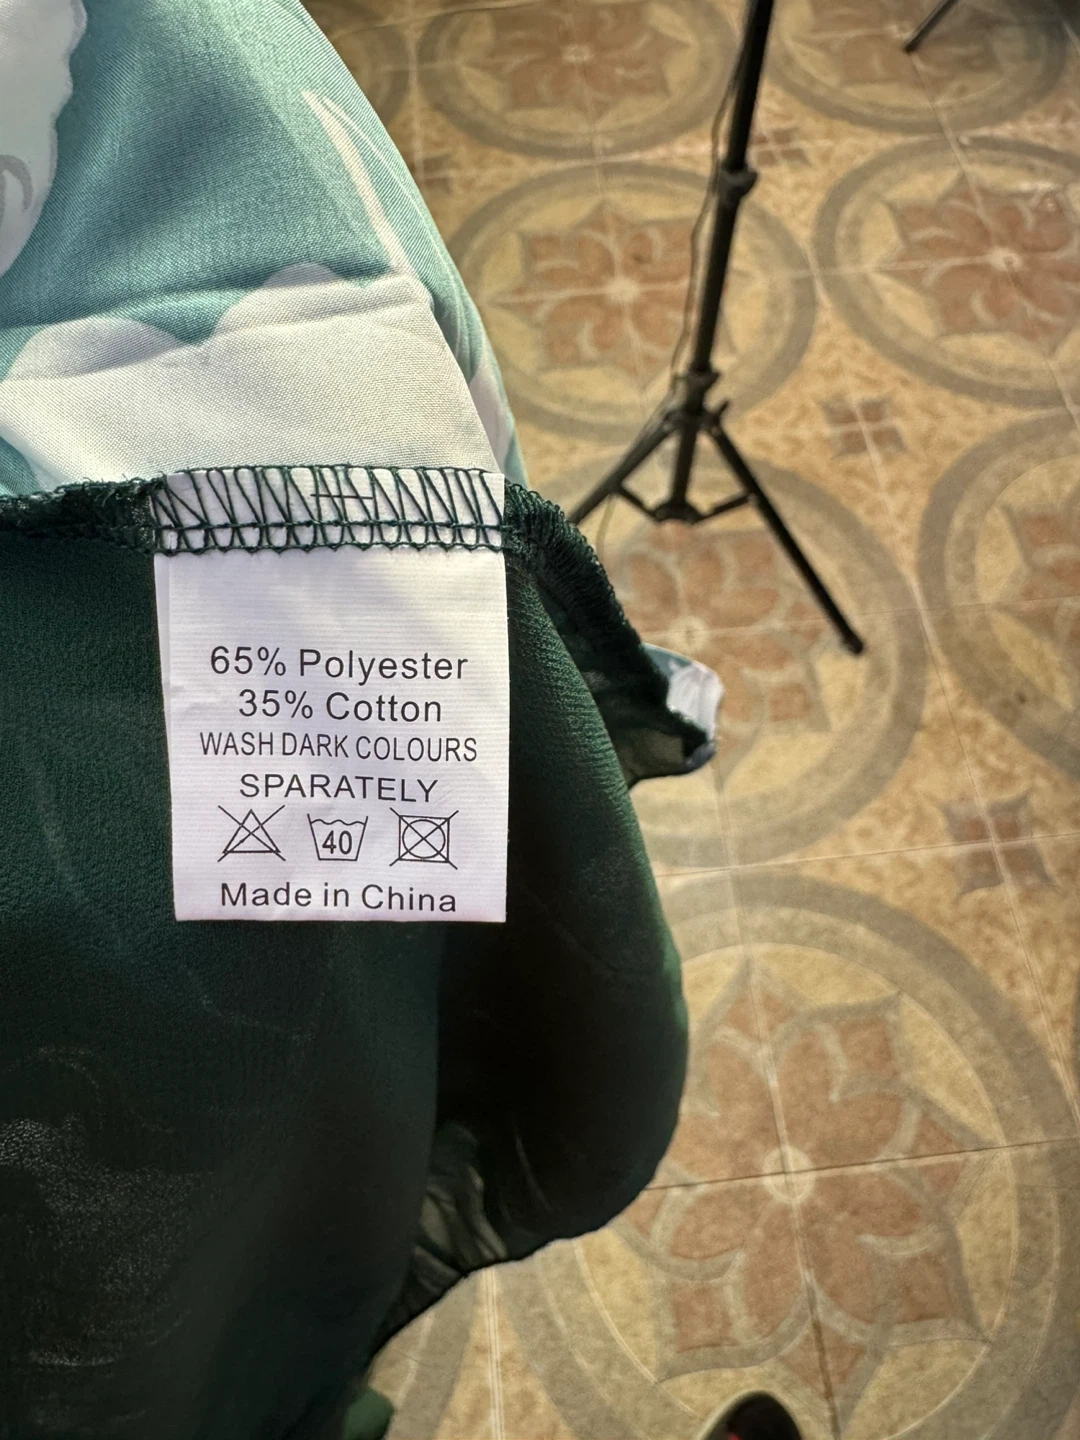 65% Polyester
35% Cotton
WASH DARK COLOURS
SPARATELY
40
Made in China